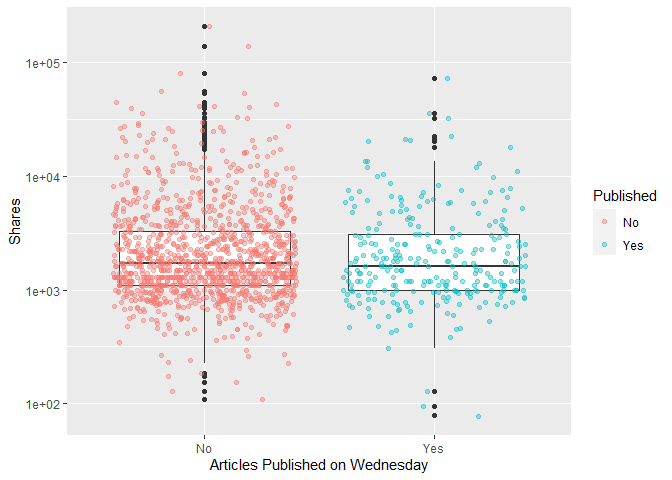 1e+05
1e+04
1e+03
1e+02
Shares
No
Yes
Articles Published on Wednesday
Published
No
Yes